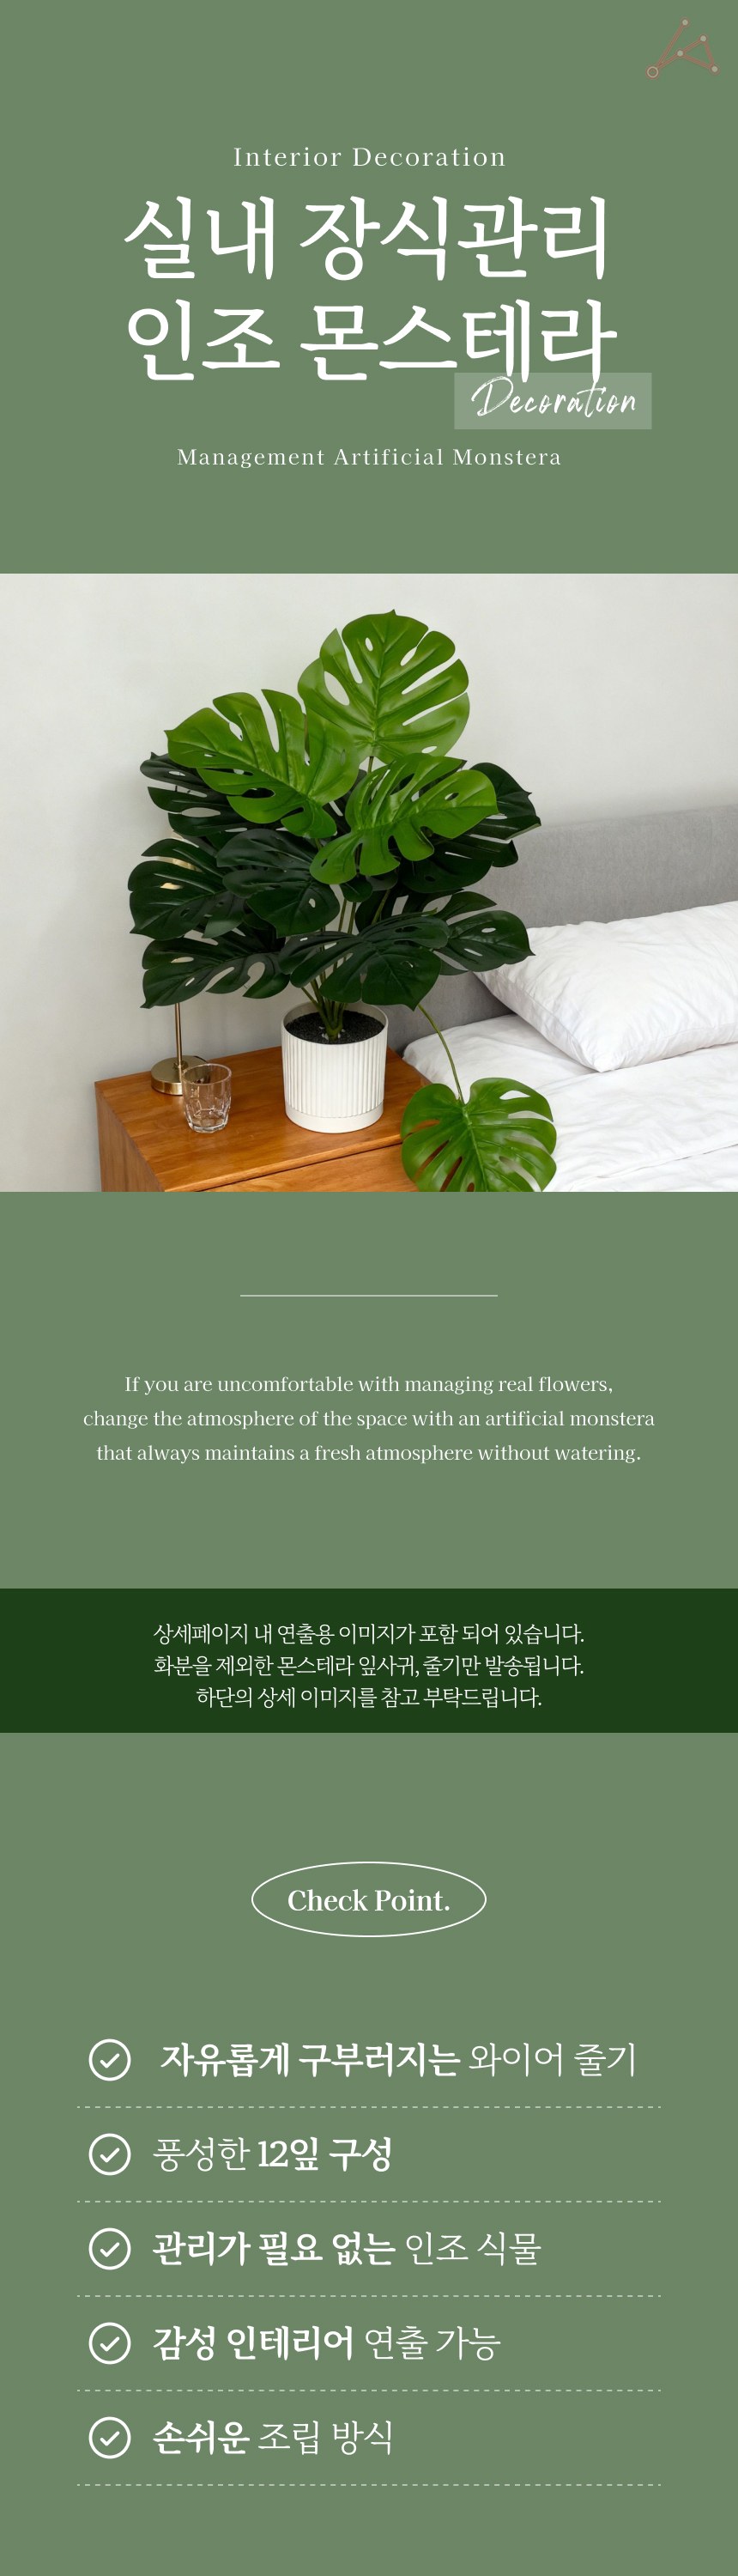 Interior Decoration
실내 장식관리
인조 몬스테라
Decoration
Management Artificial Monstera
If you are uncomfortable with managing real flowers,
change the atmosphere of the space with an artificial monstera
that always maintains a fresh atmosphere without watering.
상세페이지 내 연출용 이미지가 포함 되어 있습니다.
화분을 제외한 몬스테라 잎사귀, 줄기만 발송됩니다.
하단의 상세 이미지를 참고 부탁드립니다.
Check Point.
자유롭게 구부러지는 와이어 줄기
풍성한 12잎 구성
관리가 필요 없는 인조 식물
감성 인테리어 연출 가능
손쉬운 조립 방식